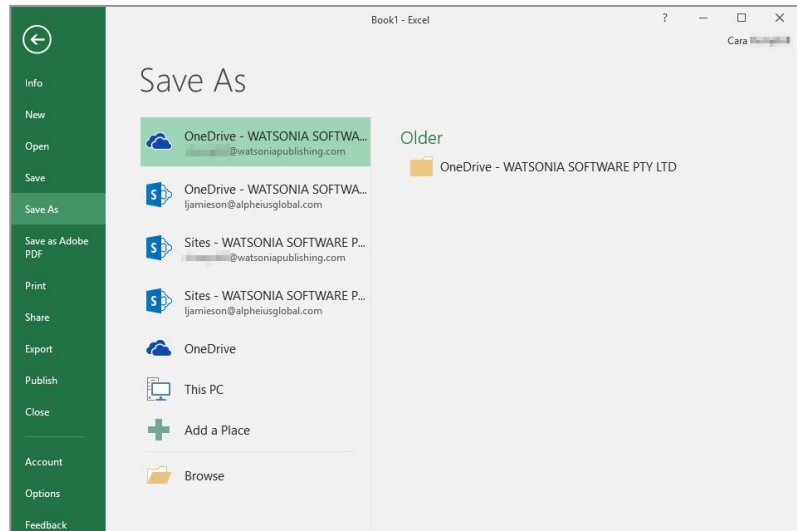 Book1 - Excel
?
Cara
Info
New
Open
Save
Save As
Save as Adobe
PDF
Print
Share
Export
Publish
Close
Account
Options
Feedback
Save As
OneDrive - WATSONIA SOFTWA...
@watsoniapublishing.com
S
OneDrive - WATSONIA SOFTWA...
ljamieson@alpheiusglobal.com
S
Sites - WATSONIA SOFTWARE P...
@watsoniapublishing.com
S
Sites - WATSONIA SOFTWARE P...
ljamieson@alpheiusglobal.com
OneDrive
This PC
Add a Place
Browse
Older
OneDrive - WATSONIA SOFTWARE PTY LTD